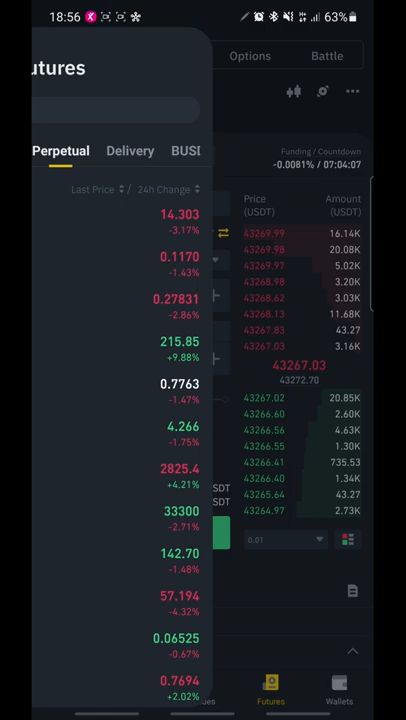 18:56
63%
utures
Options Battle
Perpetual Delivery BUSD
Last Price / 24h Change
14.303
-3.17%
0.1170
-1.43%
0.27831
-2.86%
215.85
+9.88%
0.7763
-1.47%
4.266
-1.75%
2825.4
+4.21%
33300
-2.71%
142.70
-1.48%
57.194
-4.32%
0.06525
-0.67%
0.7694
+2.02%
Funding / Countdown
-0.0081% / 07:04:07
Price Amount
(USDT) (USDT)
43269.99 16.14K
43269.98 20.08K
43269.97 5.02K
43268.98 3.20K
43268.62 3.03K
43268.13 11.68K
43267.83 43.27
43267.03 3.16K
43267.03
43272.70
43267.02 20.85K
43266.60 2.60K
43266.56 4.63K
43266.55 1.30K
43266.41 735.53
43266.40 1.34K
43265.64 43.27
43264.97 2.73K
SDT
SDT
0.01
ues Futures Wallets